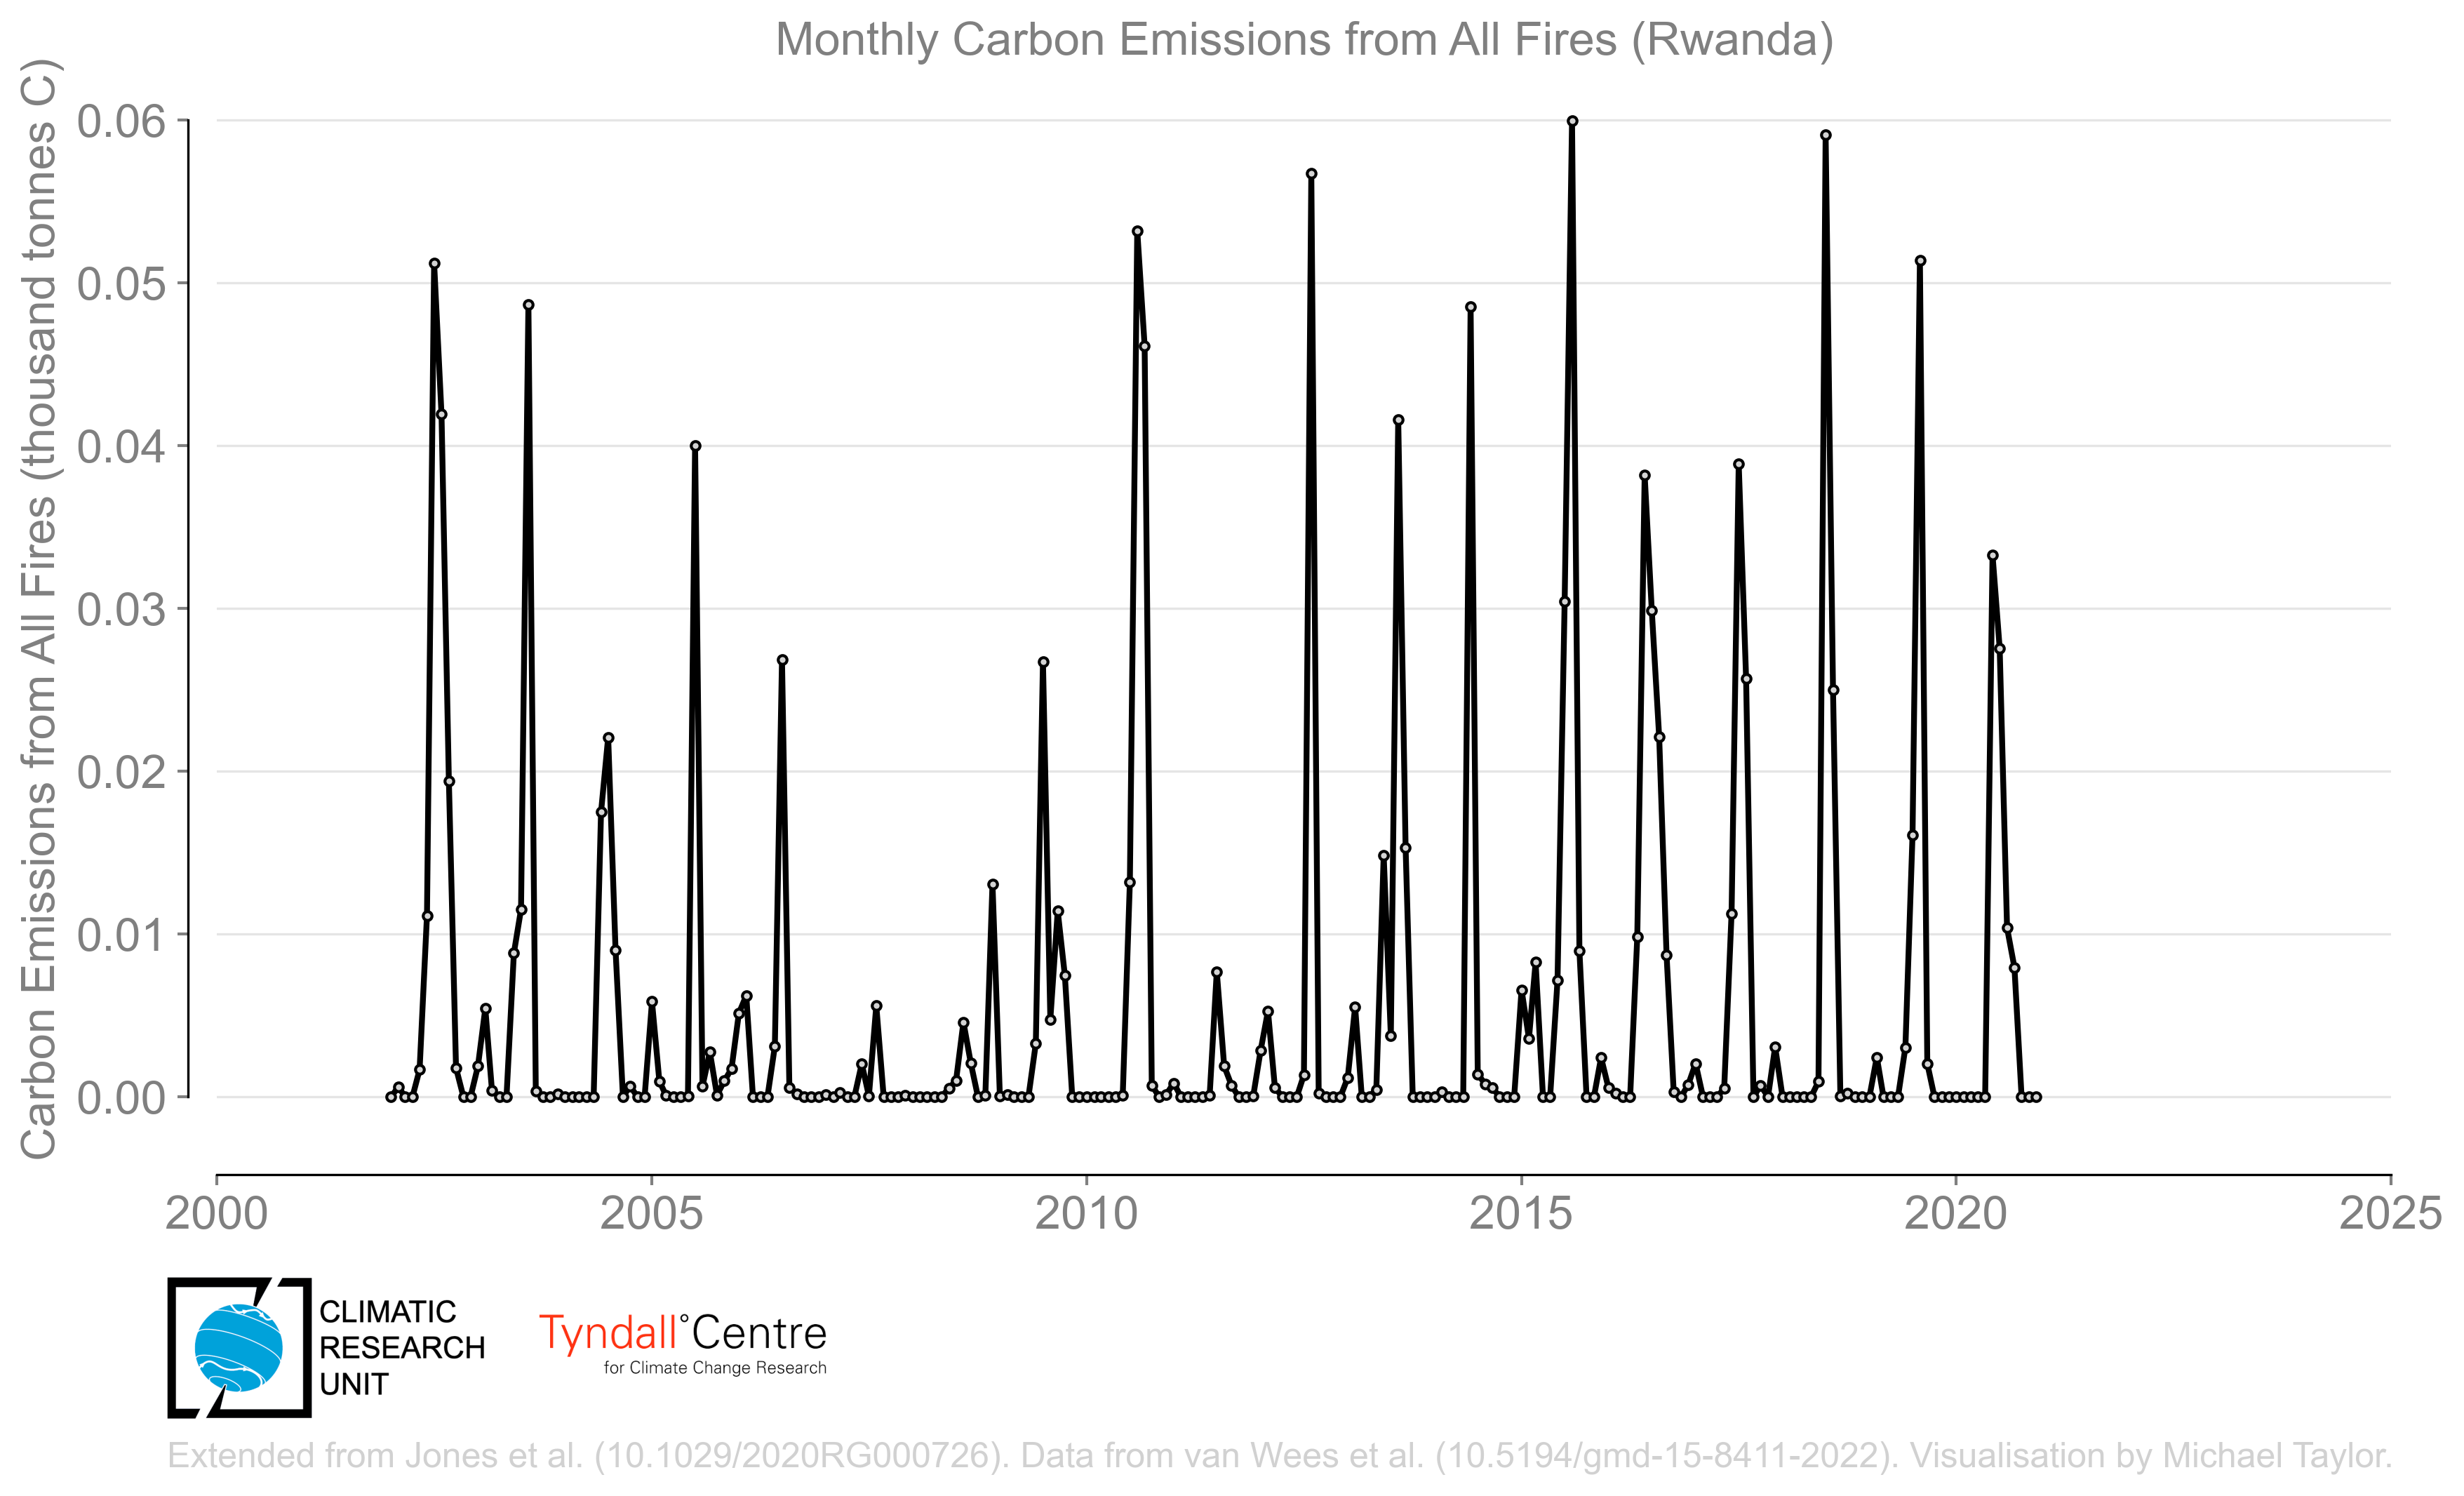 Monthly Carbon Emissions from All Fires (Rwanda)
Carbon Emissions from All Fires (thousand tonnes C)
0.06
0.05
0.04
0.03
0.02
0.01
0.00
2000 2005 2010 2015 2020 2025
CLIMATIC
RESEARCH
UNIT
Tyndall°Centre
for Climate Change Research
Extended from Jones et al. (10.1029/2020RG000726). Data from van Wees et al. (10.5194/gmd-15-8411-2022). Visualisation by Michael Taylor.